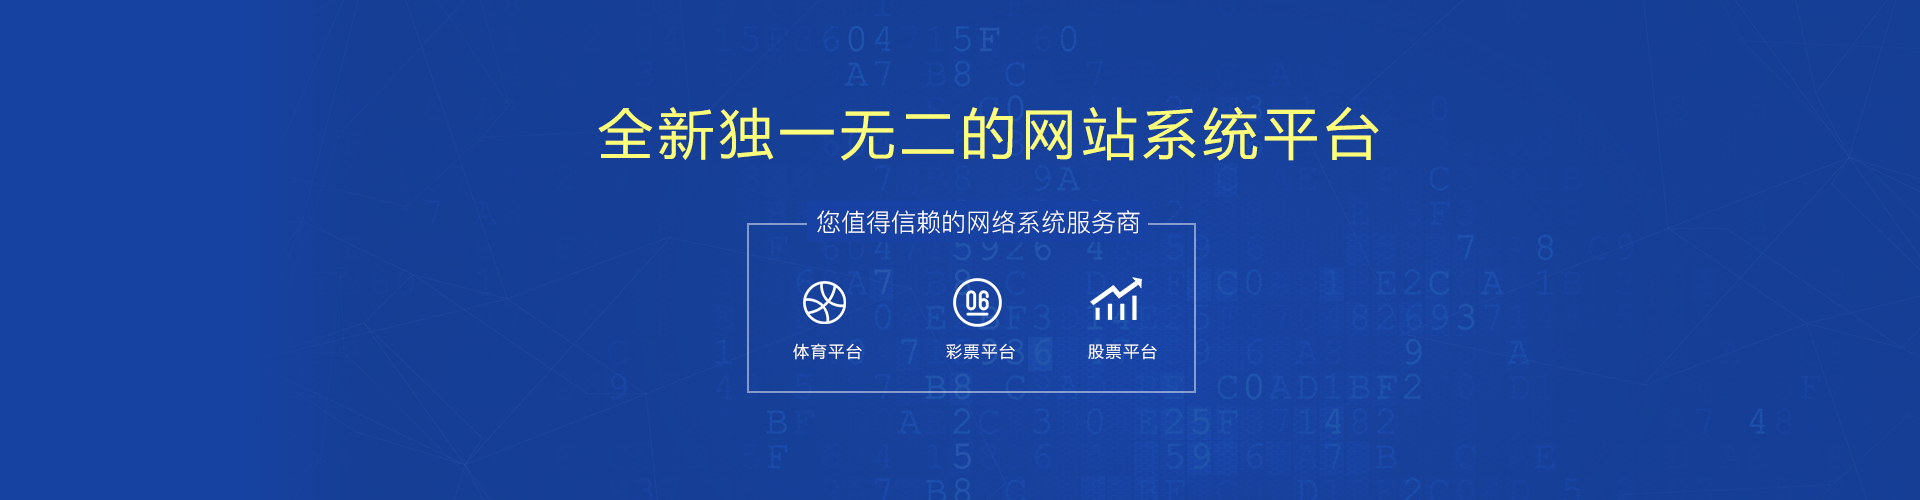 全新独一无二的网站系统平台
您值得信赖的网络系统服务商
06
体育平台
彩票平台
股票平台